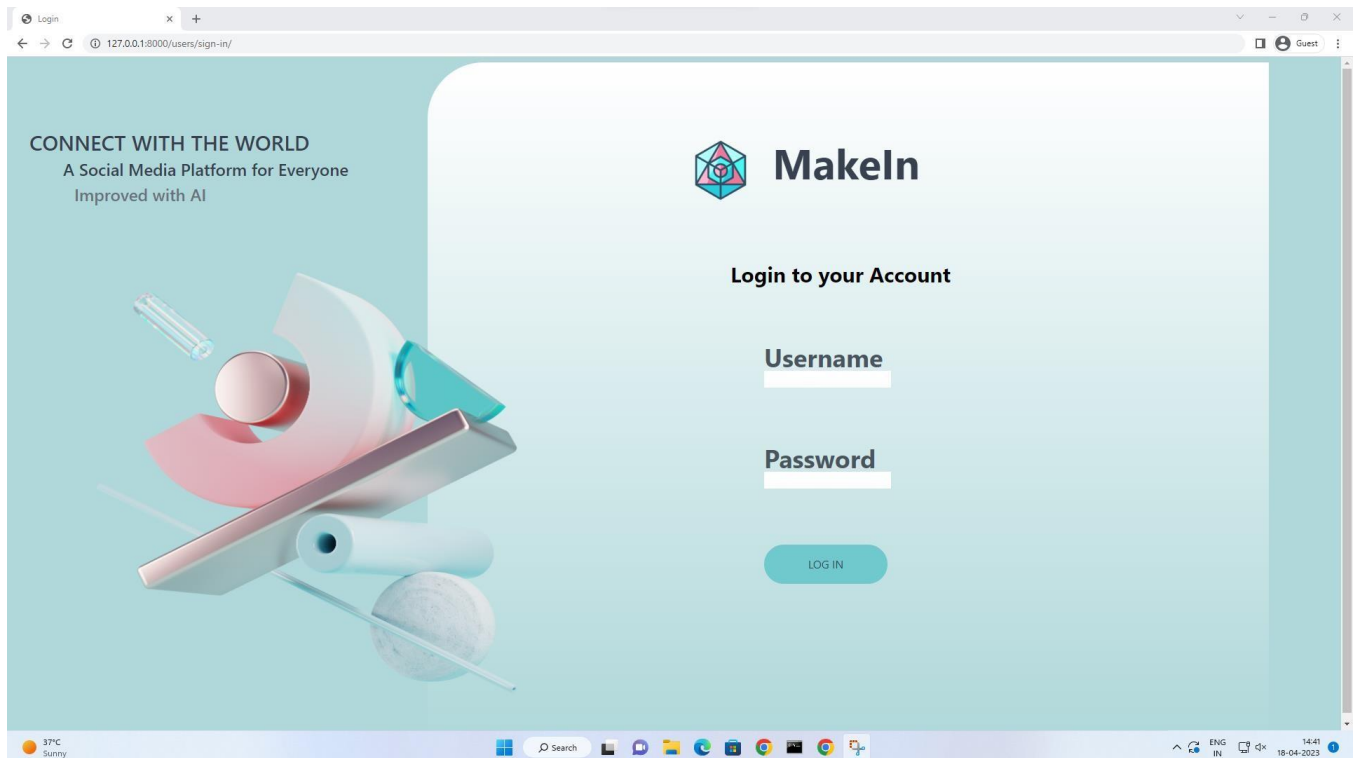 Login
127.0.0.1:8000/users/sign-in/
Guest
CONNECT WITH THE WORLD
A Social Media Platform for Everyone
Improved with AI
MakeIn
Login to your Account
Username
Password
LOG IN
37°C
Sunny
Search
ENG
IN
14:41
18-04-2023
1